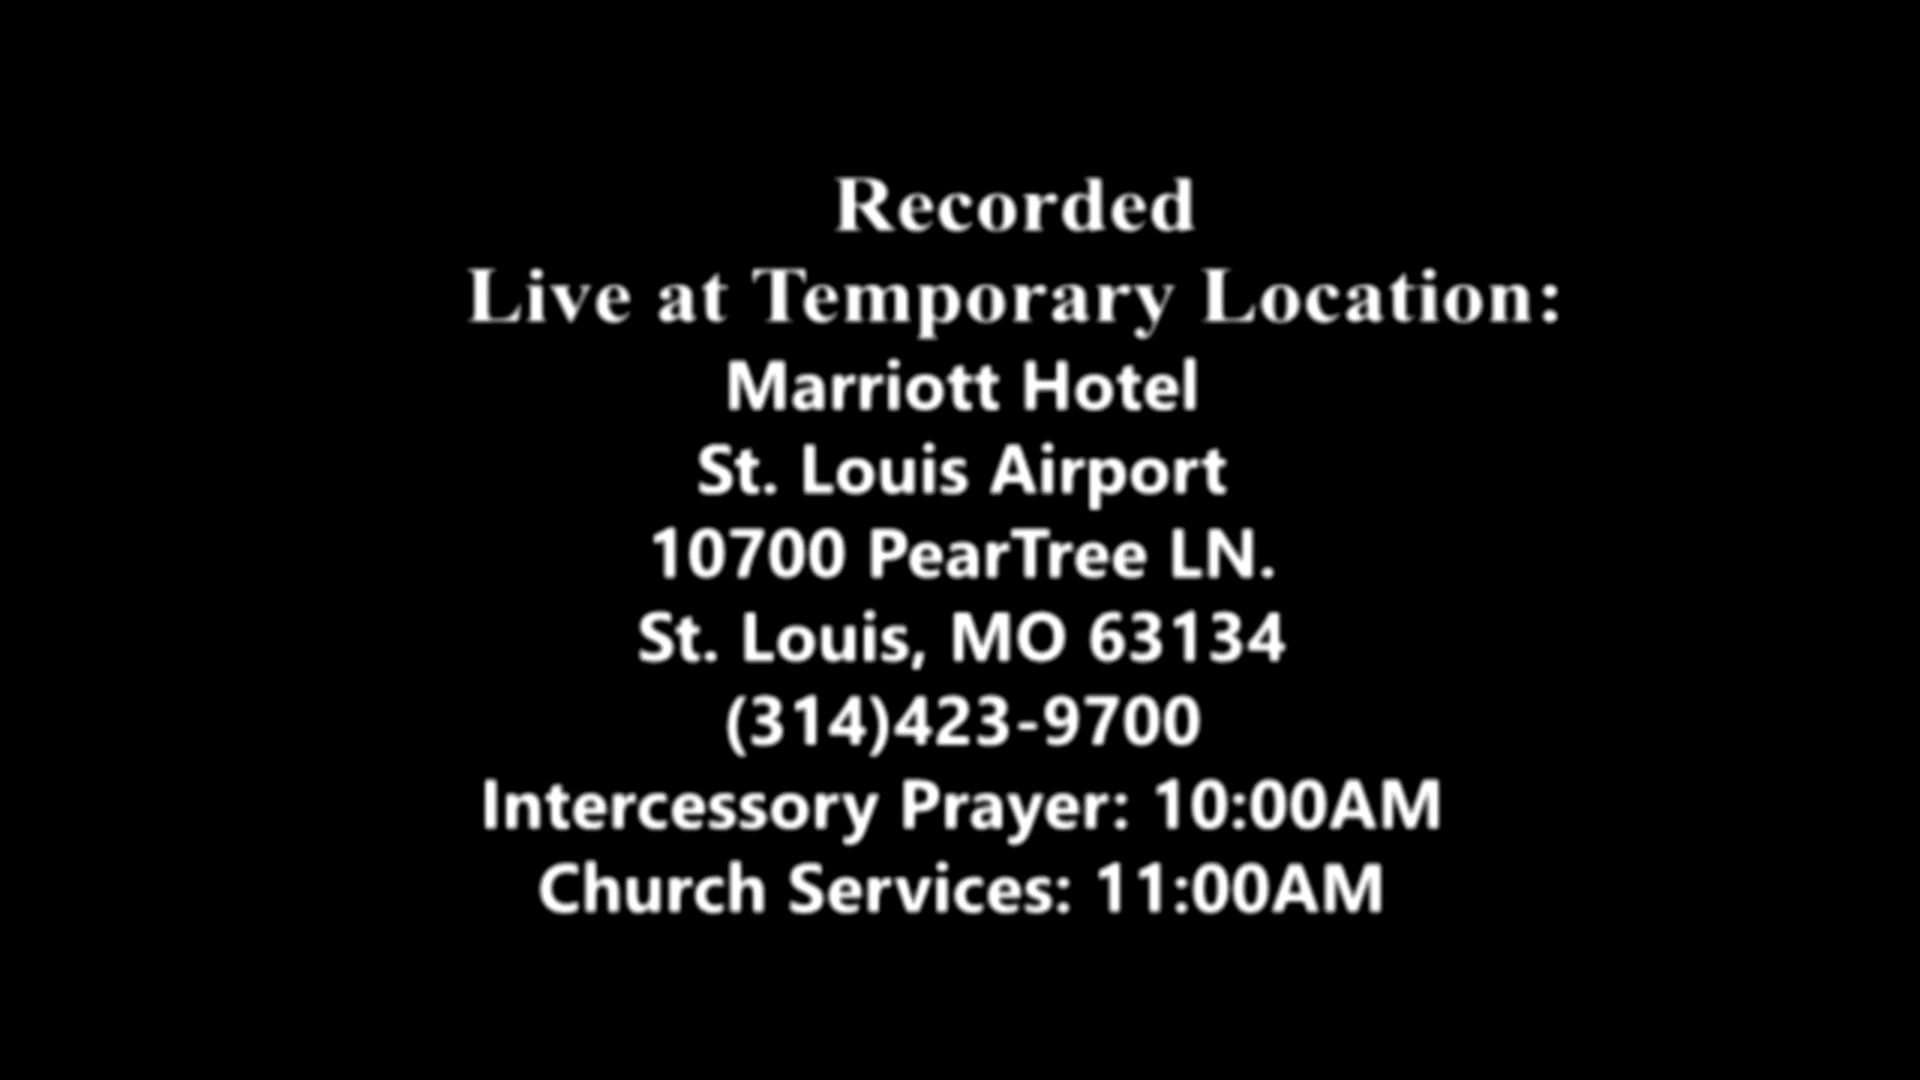 Recorded
Live at Temporary Location:
Marriott Hotel
St. Louis Airport
10700 PearTree LN.
St. Louis, MO 63134
(314)423-9700
Intercessory Prayer: 10:00AM
Church Services: 11:00AM